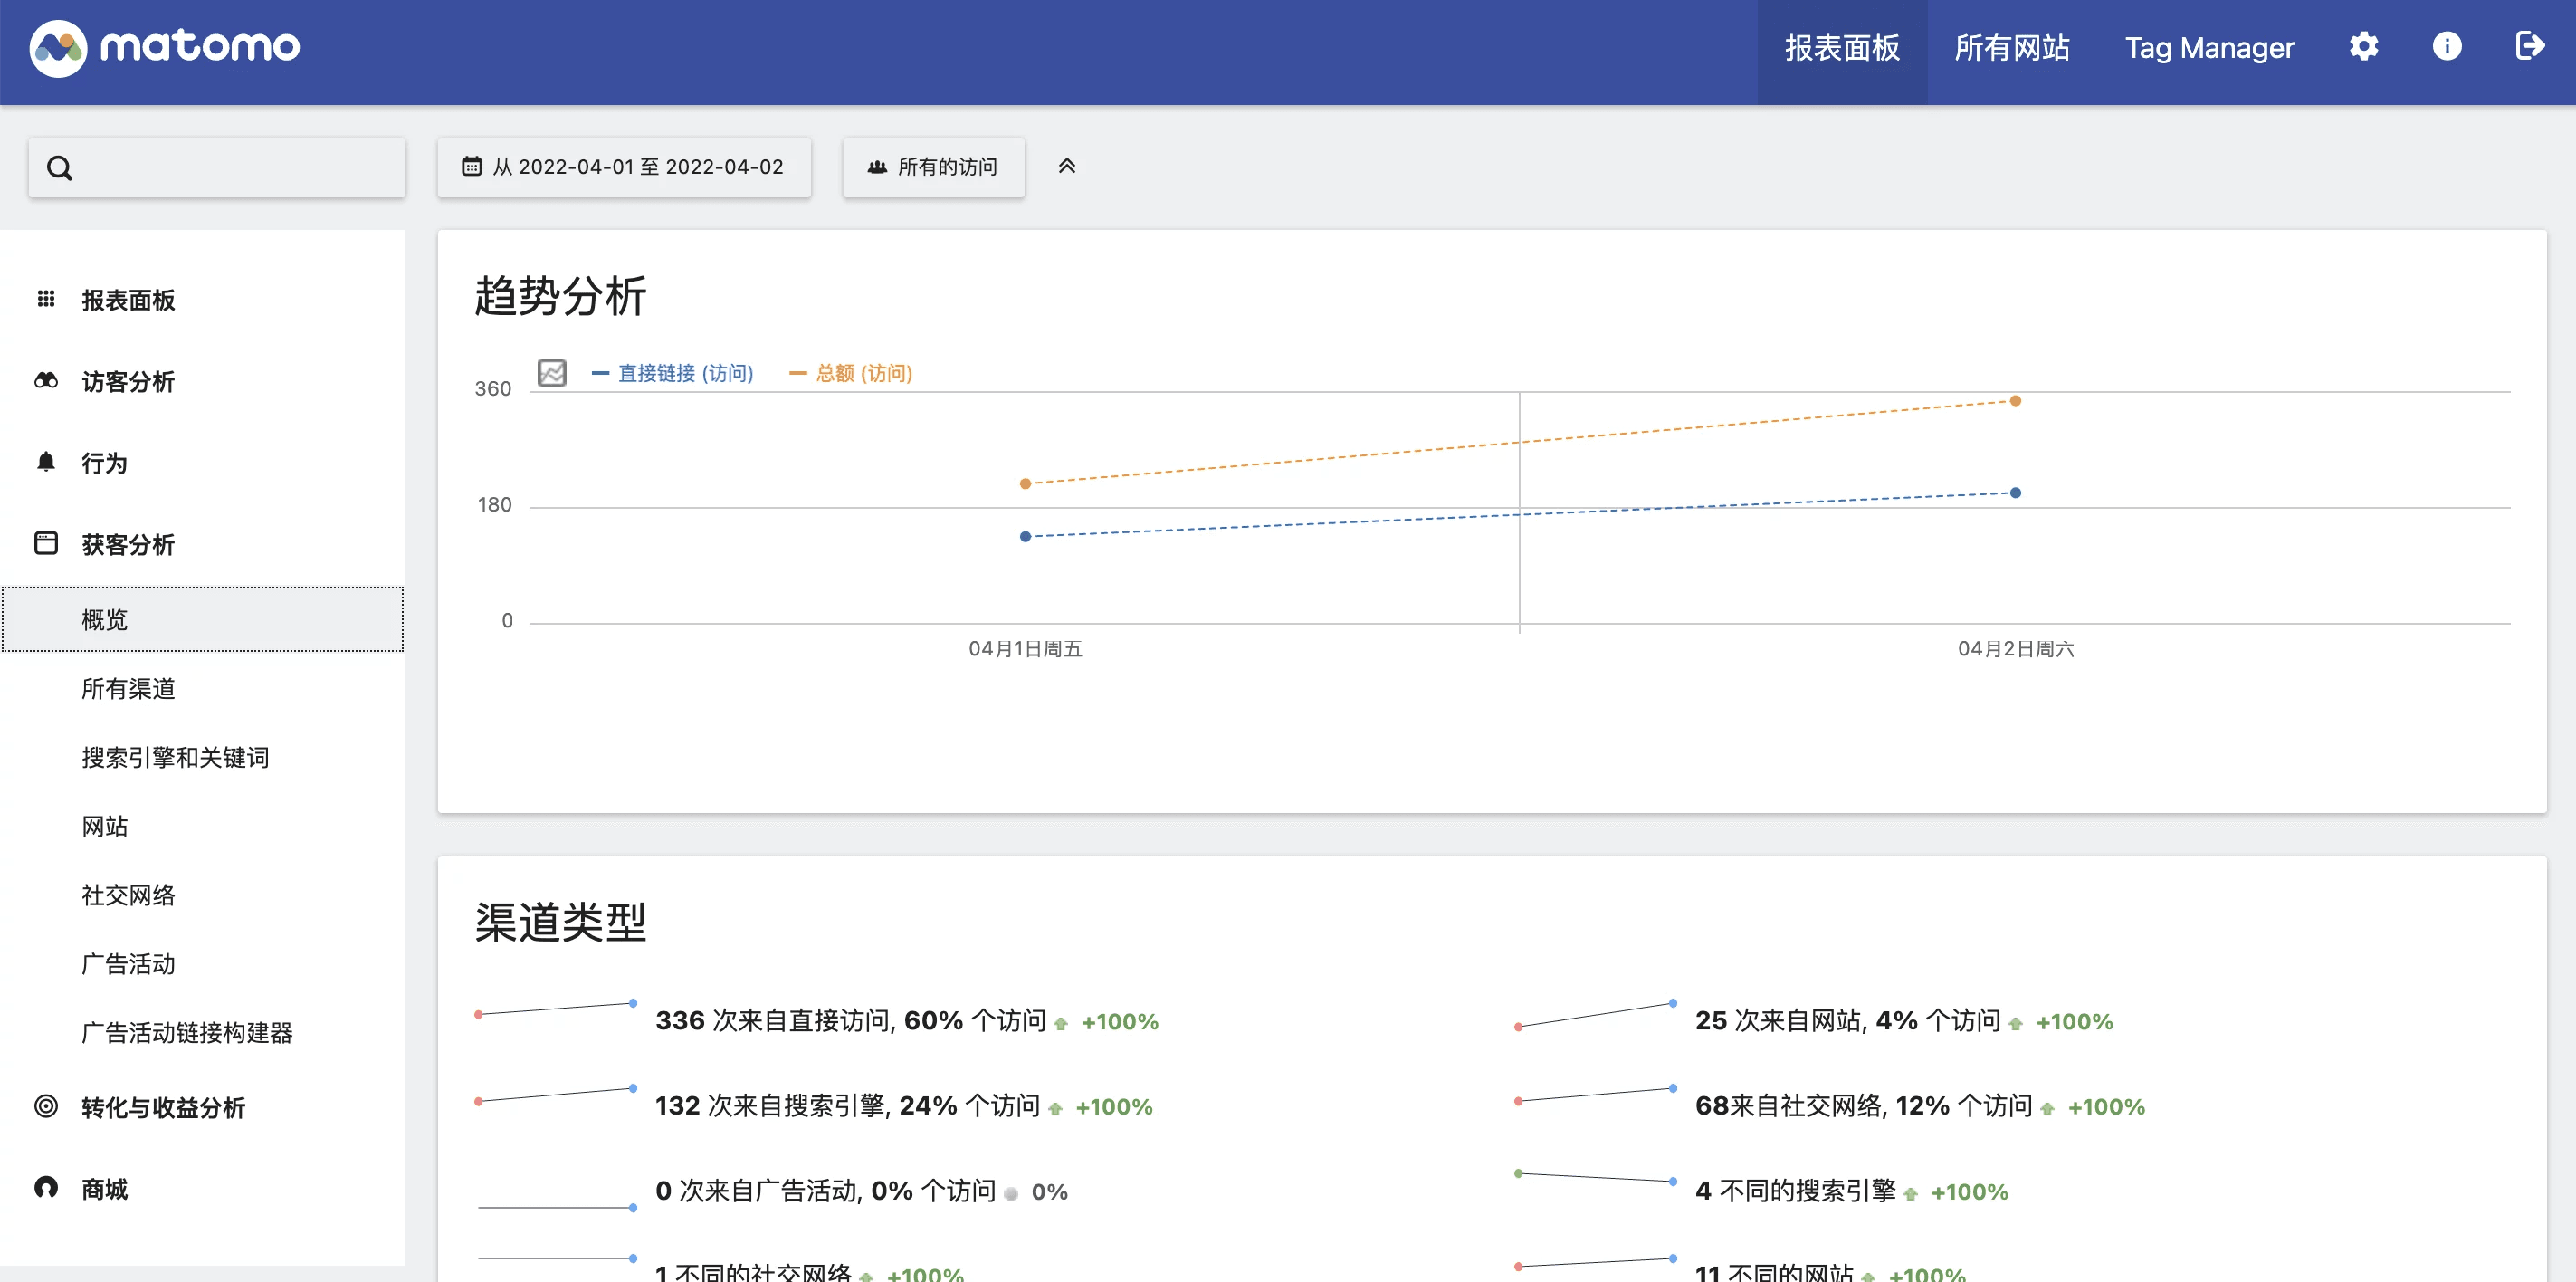 matomo
报表面板
所有网站
Tag Manager
从 2022-04-01 至 2022-04-02
所有的访问
报表面板
访客分析
行为
获客分析
概览
所有渠道
搜索引擎和关键词
网站
社交网络
广告活动
广告活动链接构建器
转化与收益分析
商城
趋势分析
直接链接 (访问)
总额 (访问)
360
180
0
04月1日周五
04月2日周六
渠道类型
336 次来自直接访问, 60% 个访问 +100%
25 次来自网站, 4% 个访问 +100%
132 次来自搜索引擎, 24% 个访问 +100%
68来自社交网络, 12% 个访问 +100%
0 次来自广告活动, 0% 个访问 0%
4 不同的搜索引擎 +100%
1 不同的社交网络 +100%
11 不同的网站 +100%